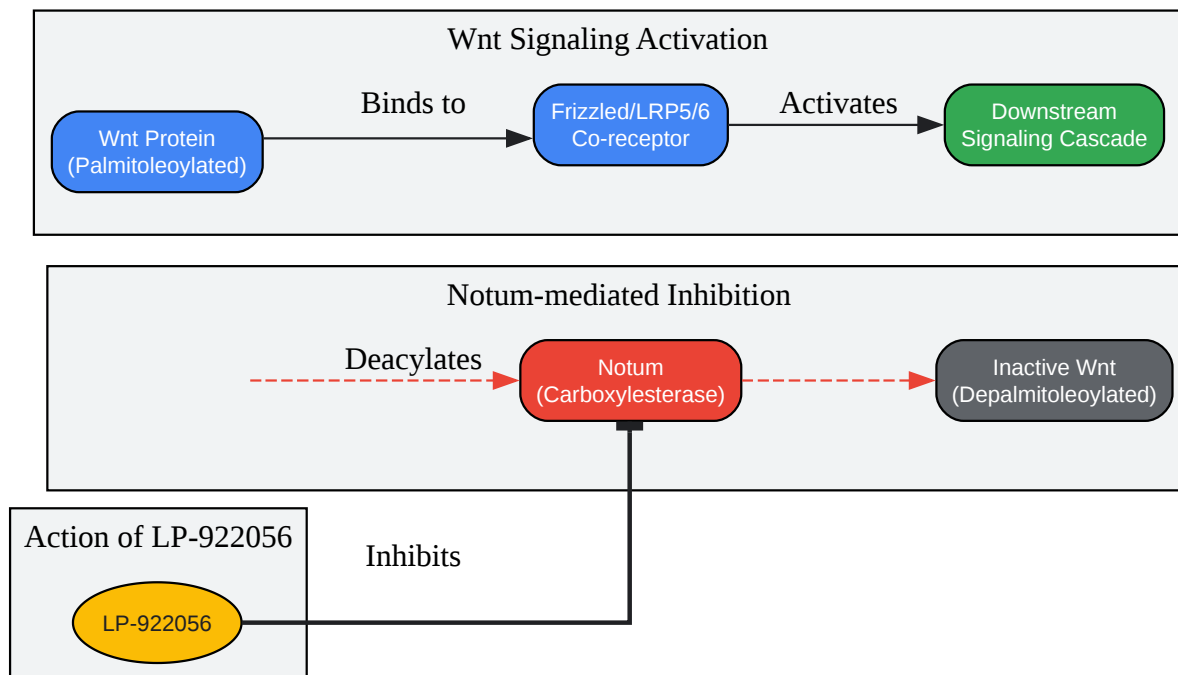 Wnt Signaling Activation
Binds to
Activates
Wnt Protein
(Palmitoleoylated)
Frizzled/LRP5/6
Co-receptor
Downstream
Signaling Cascade
Notum-mediated Inhibition
Deacylates
Notum
(Carboxylesterase)
Inactive Wnt
(Depalmitoleoylated)
Action of LP-922056
Inhibits
LP-922056